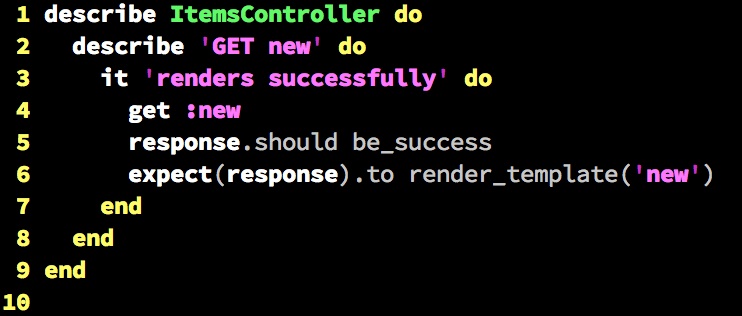 1 describe ItemsController do
2   describe 'GET new' do
3     it 'renders successfully' do
4       get :new
5       response.should be_success
6       expect(response).to render_template('new')
7     end
8   end
9 end
10